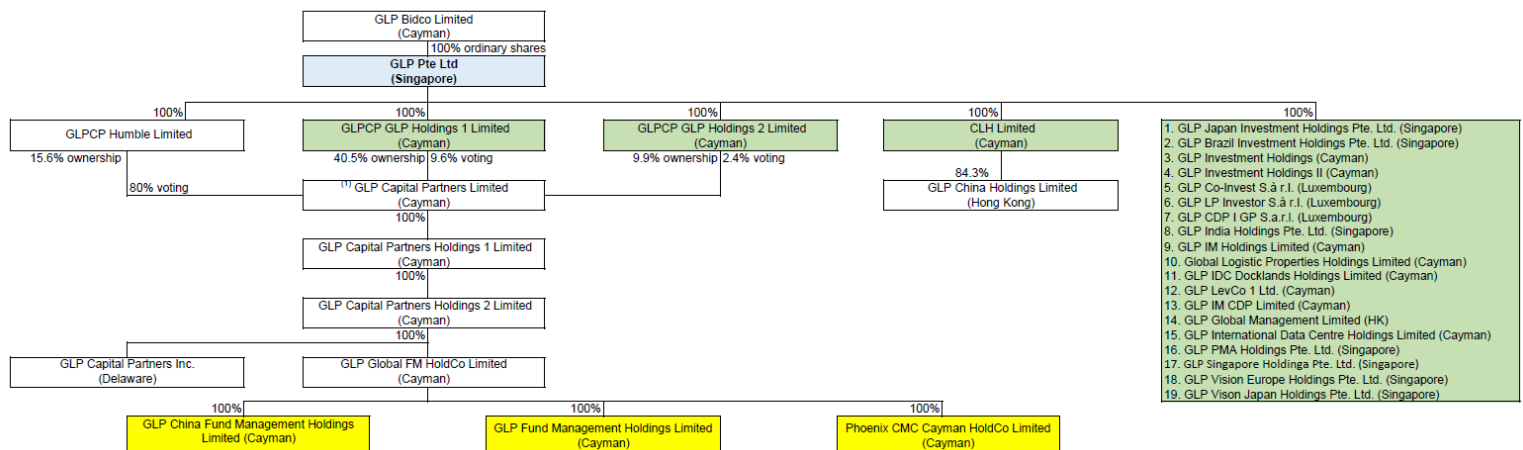 GLP Bidco Limited
(Cayman)
100% ordinary shares
GLP Pte Ltd
(Singapore)
100%
100%
100%
100%
100%
GLPCP Humble Limited
GLPCP GLP Holdings 1 Limited
(Cayman)
GLPCP GLP Holdings 2 Limited
(Cayman)
CLH Limited
(Cayman)
15.6% ownership
40.5% ownership 9.6% voting
9.9% ownership 2.4% voting
84.3%
80% voting
(1) GLP Capital Partners Limited
(Cayman)
GLP China Holdings Limited
(Hong Kong)
1. GLP Japan Investment Holdings Pte. Ltd. (Singapore)
2. GLP Brazil Investment Holdings Pte. Ltd. (Singapore)
3. GLP Investment Holdings (Cayman)
4. GLP Investment Holdings II (Cayman)
5. GLP Co-Invest S.à r.l. (Luxembourg)
6. GLP LP Investor S.à r.l. (Luxembourg)
7. GLP CDP I GP S.a.r.l. (Luxembourg)
8. GLP India Holdings Pte. Ltd. (Singapore)
9. GLP IM Holdings Limited (Cayman)
10. Global Logistic Properties Holdings Limited (Cayman)
11. GLP IDC Docklands Holdings Limited (Cayman)
12. GLP LevCo 1 Ltd. (Cayman)
13. GLP IM CDP Limited (Cayman)
14. GLP Global Management Limited (HK)
15. GLP International Data Centre Holdings Limited (Cayman)
16. GLP PMA Holdings Pte. Ltd. (Singapore)
17. GLP Singapore Holdinga Pte. Ltd. (Singapore)
18. GLP Vision Europe Holdings Pte. Ltd. (Singapore)
19. GLP Vison Japan Holdings Pte. Ltd. (Singapore)
100%
GLP Capital Partners Holdings 1 Limited
(Cayman)
100%
GLP Capital Partners Holdings 2 Limited
(Cayman)
100%
GLP Capital Partners Inc.
(Delaware)
GLP Global FM HoldCo Limited
(Cayman)
100%
100%
100%
GLP China Fund Management Holdings
Limited (Cayman)
GLP Fund Management Holdings Limited
(Cayman)
Phoenix CMC Cayman HoldCo Limited
(Cayman)